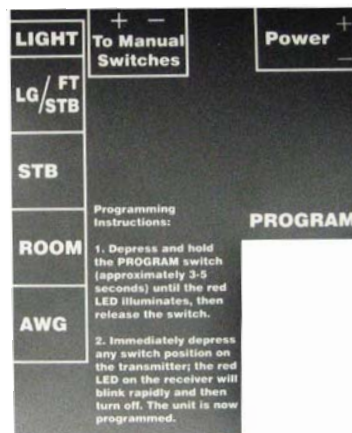 LIGHT
LG/FT
STB
STB
ROOM
AWG
+ −
To Manual
Switches
Power +
−
Programming
Instructions:
1. Depress and hold
the PROGRAM switch
(approximately 3-5
seconds) until the red
LED illuminates, then
release the switch.
2. Immediately depress
any switch position on
the transmitter; the red
LED on the receiver will
blink rapidly and then
turn off. The unit is now
programmed.
PROGRAM